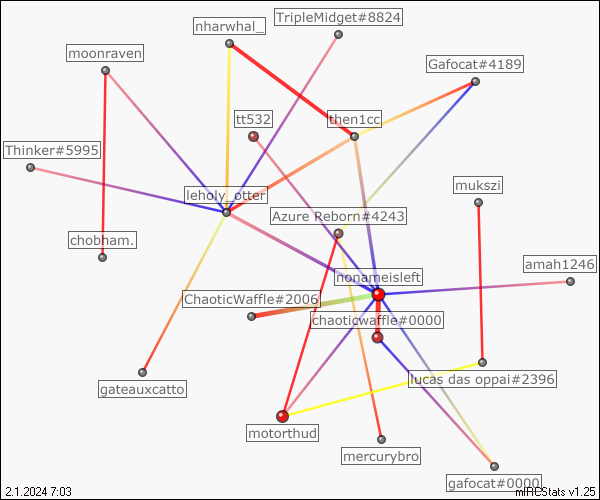 TripleMidget#8824
nharwhal_
moonraven
Gafocat#4189
tt532
then1cc
Thinker#5995
mukszi
leholy_otter
Azure Reborn#4243
chobham.
amah1246
nonameisleft
ChaoticWaffle#2006
chaoticwaffle#0000
lucas das oppai#2396
gateauxcatto
motorthud
mercurybro
gafocat#0000
2.1.2024 7:03
mIRCStats v1.25